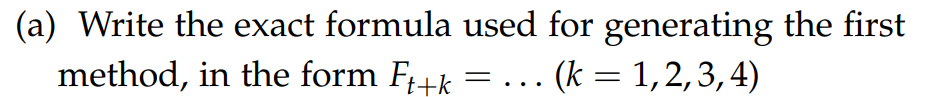 (a) Write the exact formula used for generating the first
method, in the form F_{t+k} = ... (k = 1, 2, 3, 4)